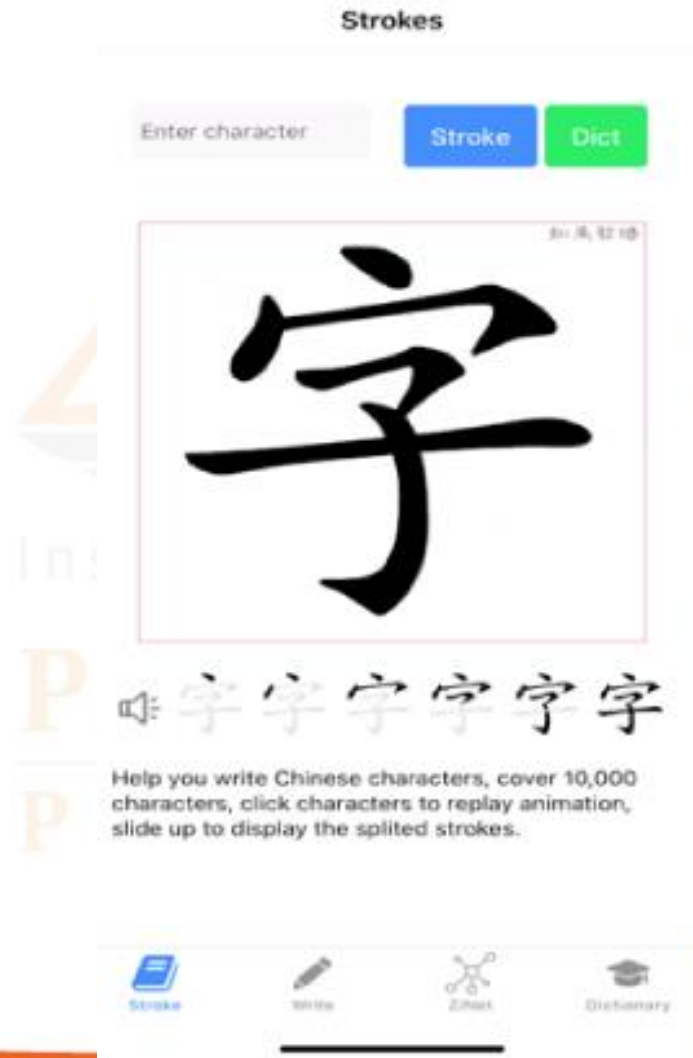 Strokes
Enter character
Stroke
Dict
字
字 字 字 字 字 字
Help you write Chinese characters, cover 10,000
characters, click characters to replay animation,
slide up to display the splited strokes.
Stroke
Write
ZiNet
Dictionary